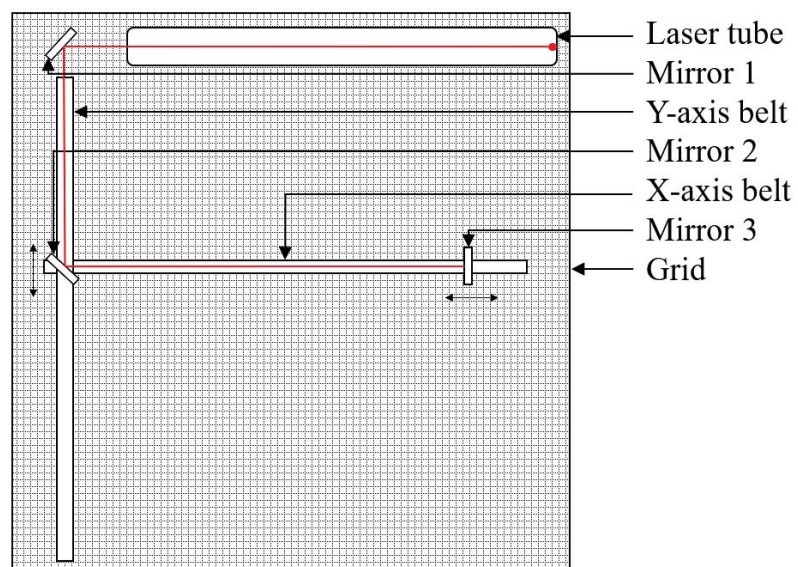 Laser tube
Mirror 1
Y-axis belt
Mirror 2
X-axis belt
Mirror 3
Grid